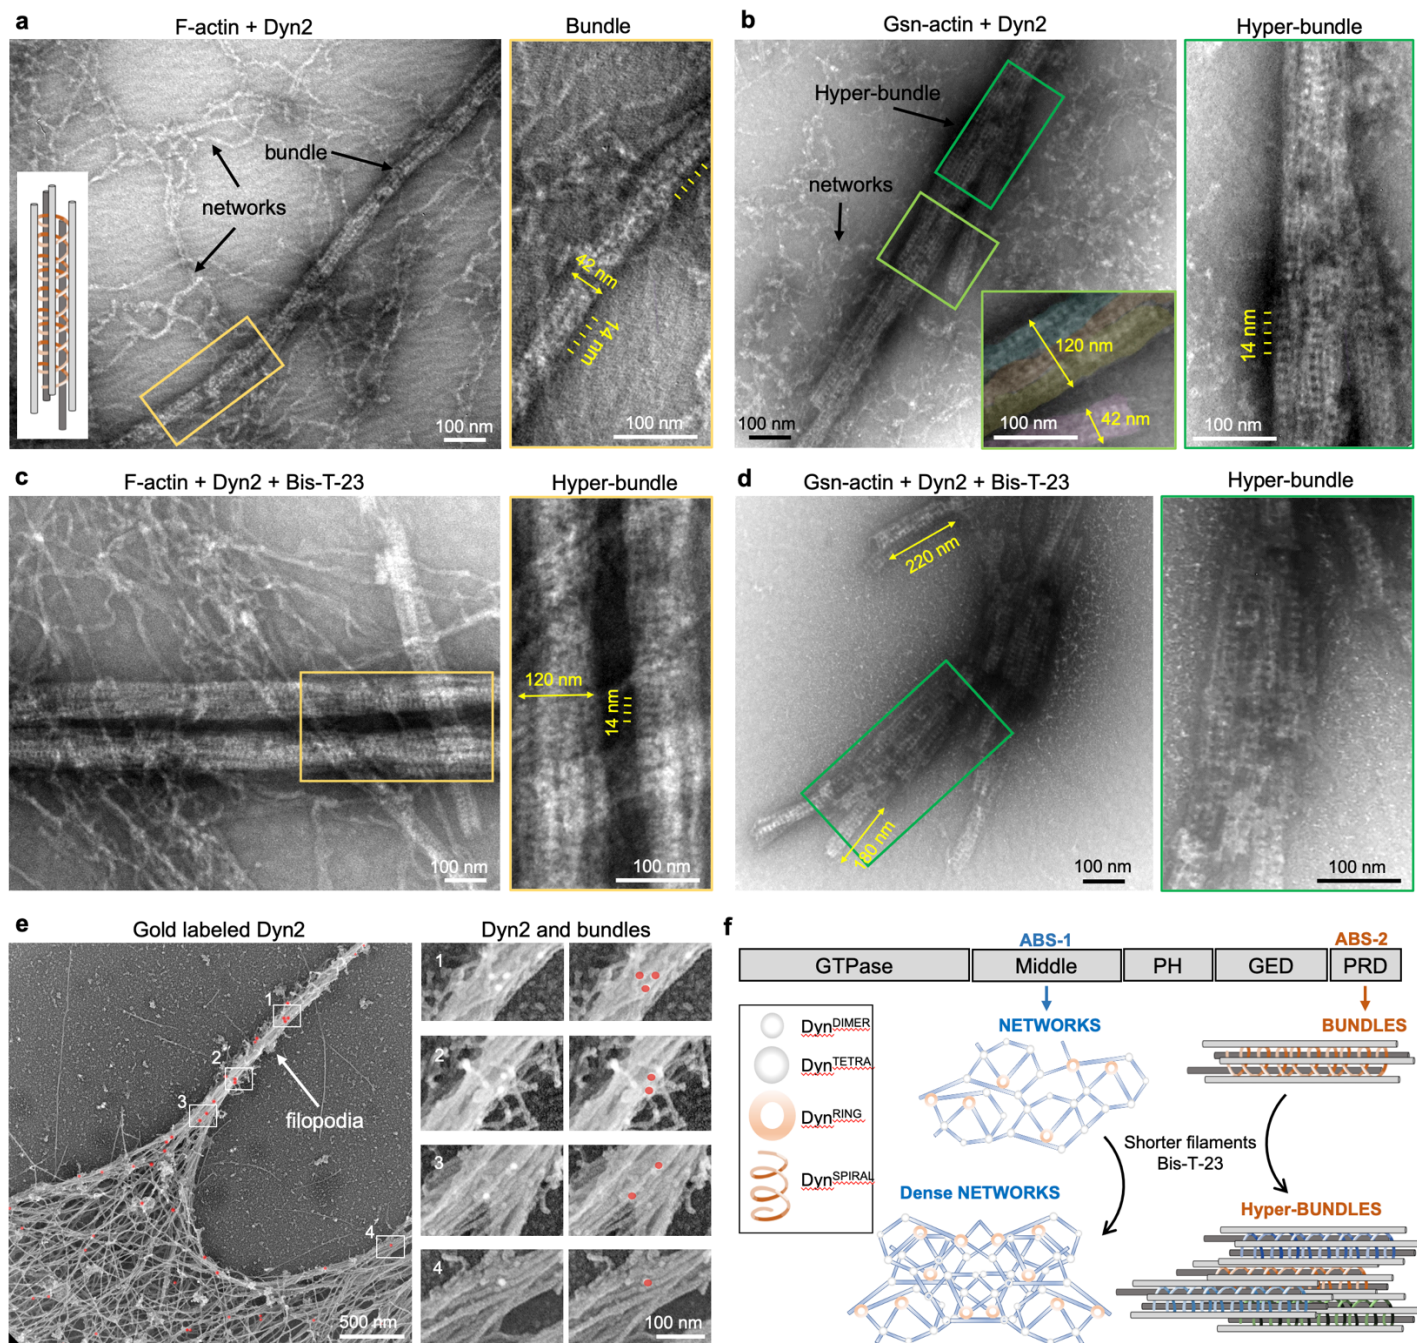 a
F-actin + Dyn2
Bundle
bundle
networks
42 nm
14 nm
100 nm
100 nm
b
Gsn-actin + Dyn2
Hyper-bundle
Hyper-bundle
networks
120 nm
42 nm
14 nm
100 nm
100 nm
100 nm
c
F-actin + Dyn2 + Bis-T-23
Hyper-bundle
120 nm
14 nm
100 nm
100 nm
d
Gsn-actin + Dyn2 + Bis-T-23
Hyper-bundle
220 nm
180 nm
100 nm
100 nm
e
Gold labeled Dyn2
Dyn2 and bundles
1
2
3
filopodia
4
500 nm
1
2
3
4
100 nm
f
ABS-1
ABS-2
GTPase
Middle
PH
GED
PRD
DynDIMER
DynTETRA
DynRING
DynSPIRAL
NETWORKS
BUNDLES
Shorter filaments
Bis-T-23
Dense NETWORKS
Hyper-BUNDLES